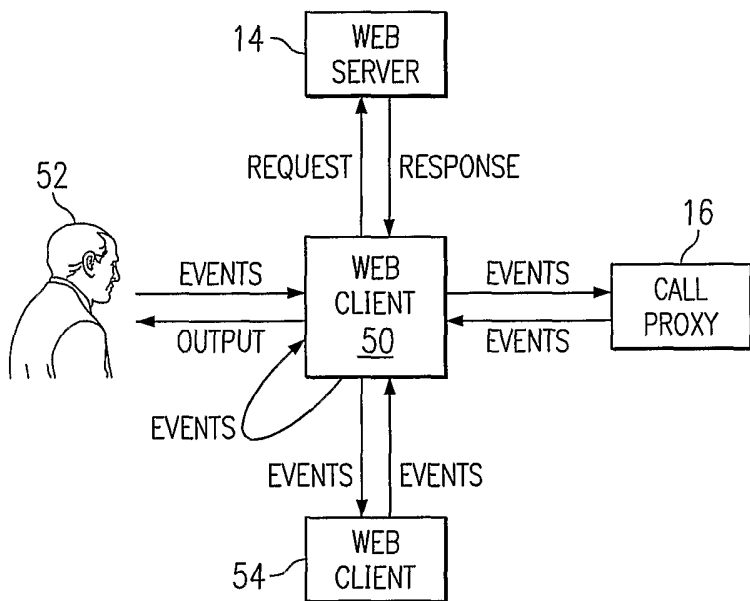 14
WEB
SERVER
REQUEST
RESPONSE
52
16
EVENTS
WEB
CLIENT
50
EVENTS
CALL
PROXY
OUTPUT
EVENTS
EVENTS
EVENTS
EVENTS
54
WEB
CLIENT